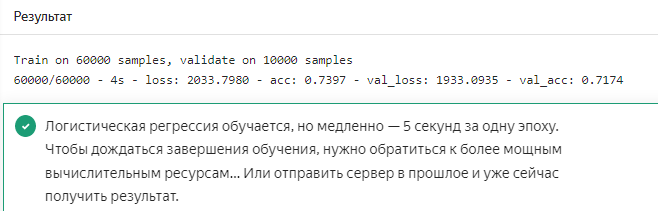 Результат
Train on 60000 samples, validate on 10000 samples
60000/60000 - 4s - loss: 2033.7980 - acc: 0.7397 - val_loss: 1933.0935 - val_acc: 0.7174
Логистическая регрессия обучается, но медленно — 5 секунд за одну эпоху.
Чтобы дождаться завершения обучения, нужно обратиться к более мощным
вычислительным ресурсам... Или отправить сервер в прошлое и уже сейчас
получить результат.